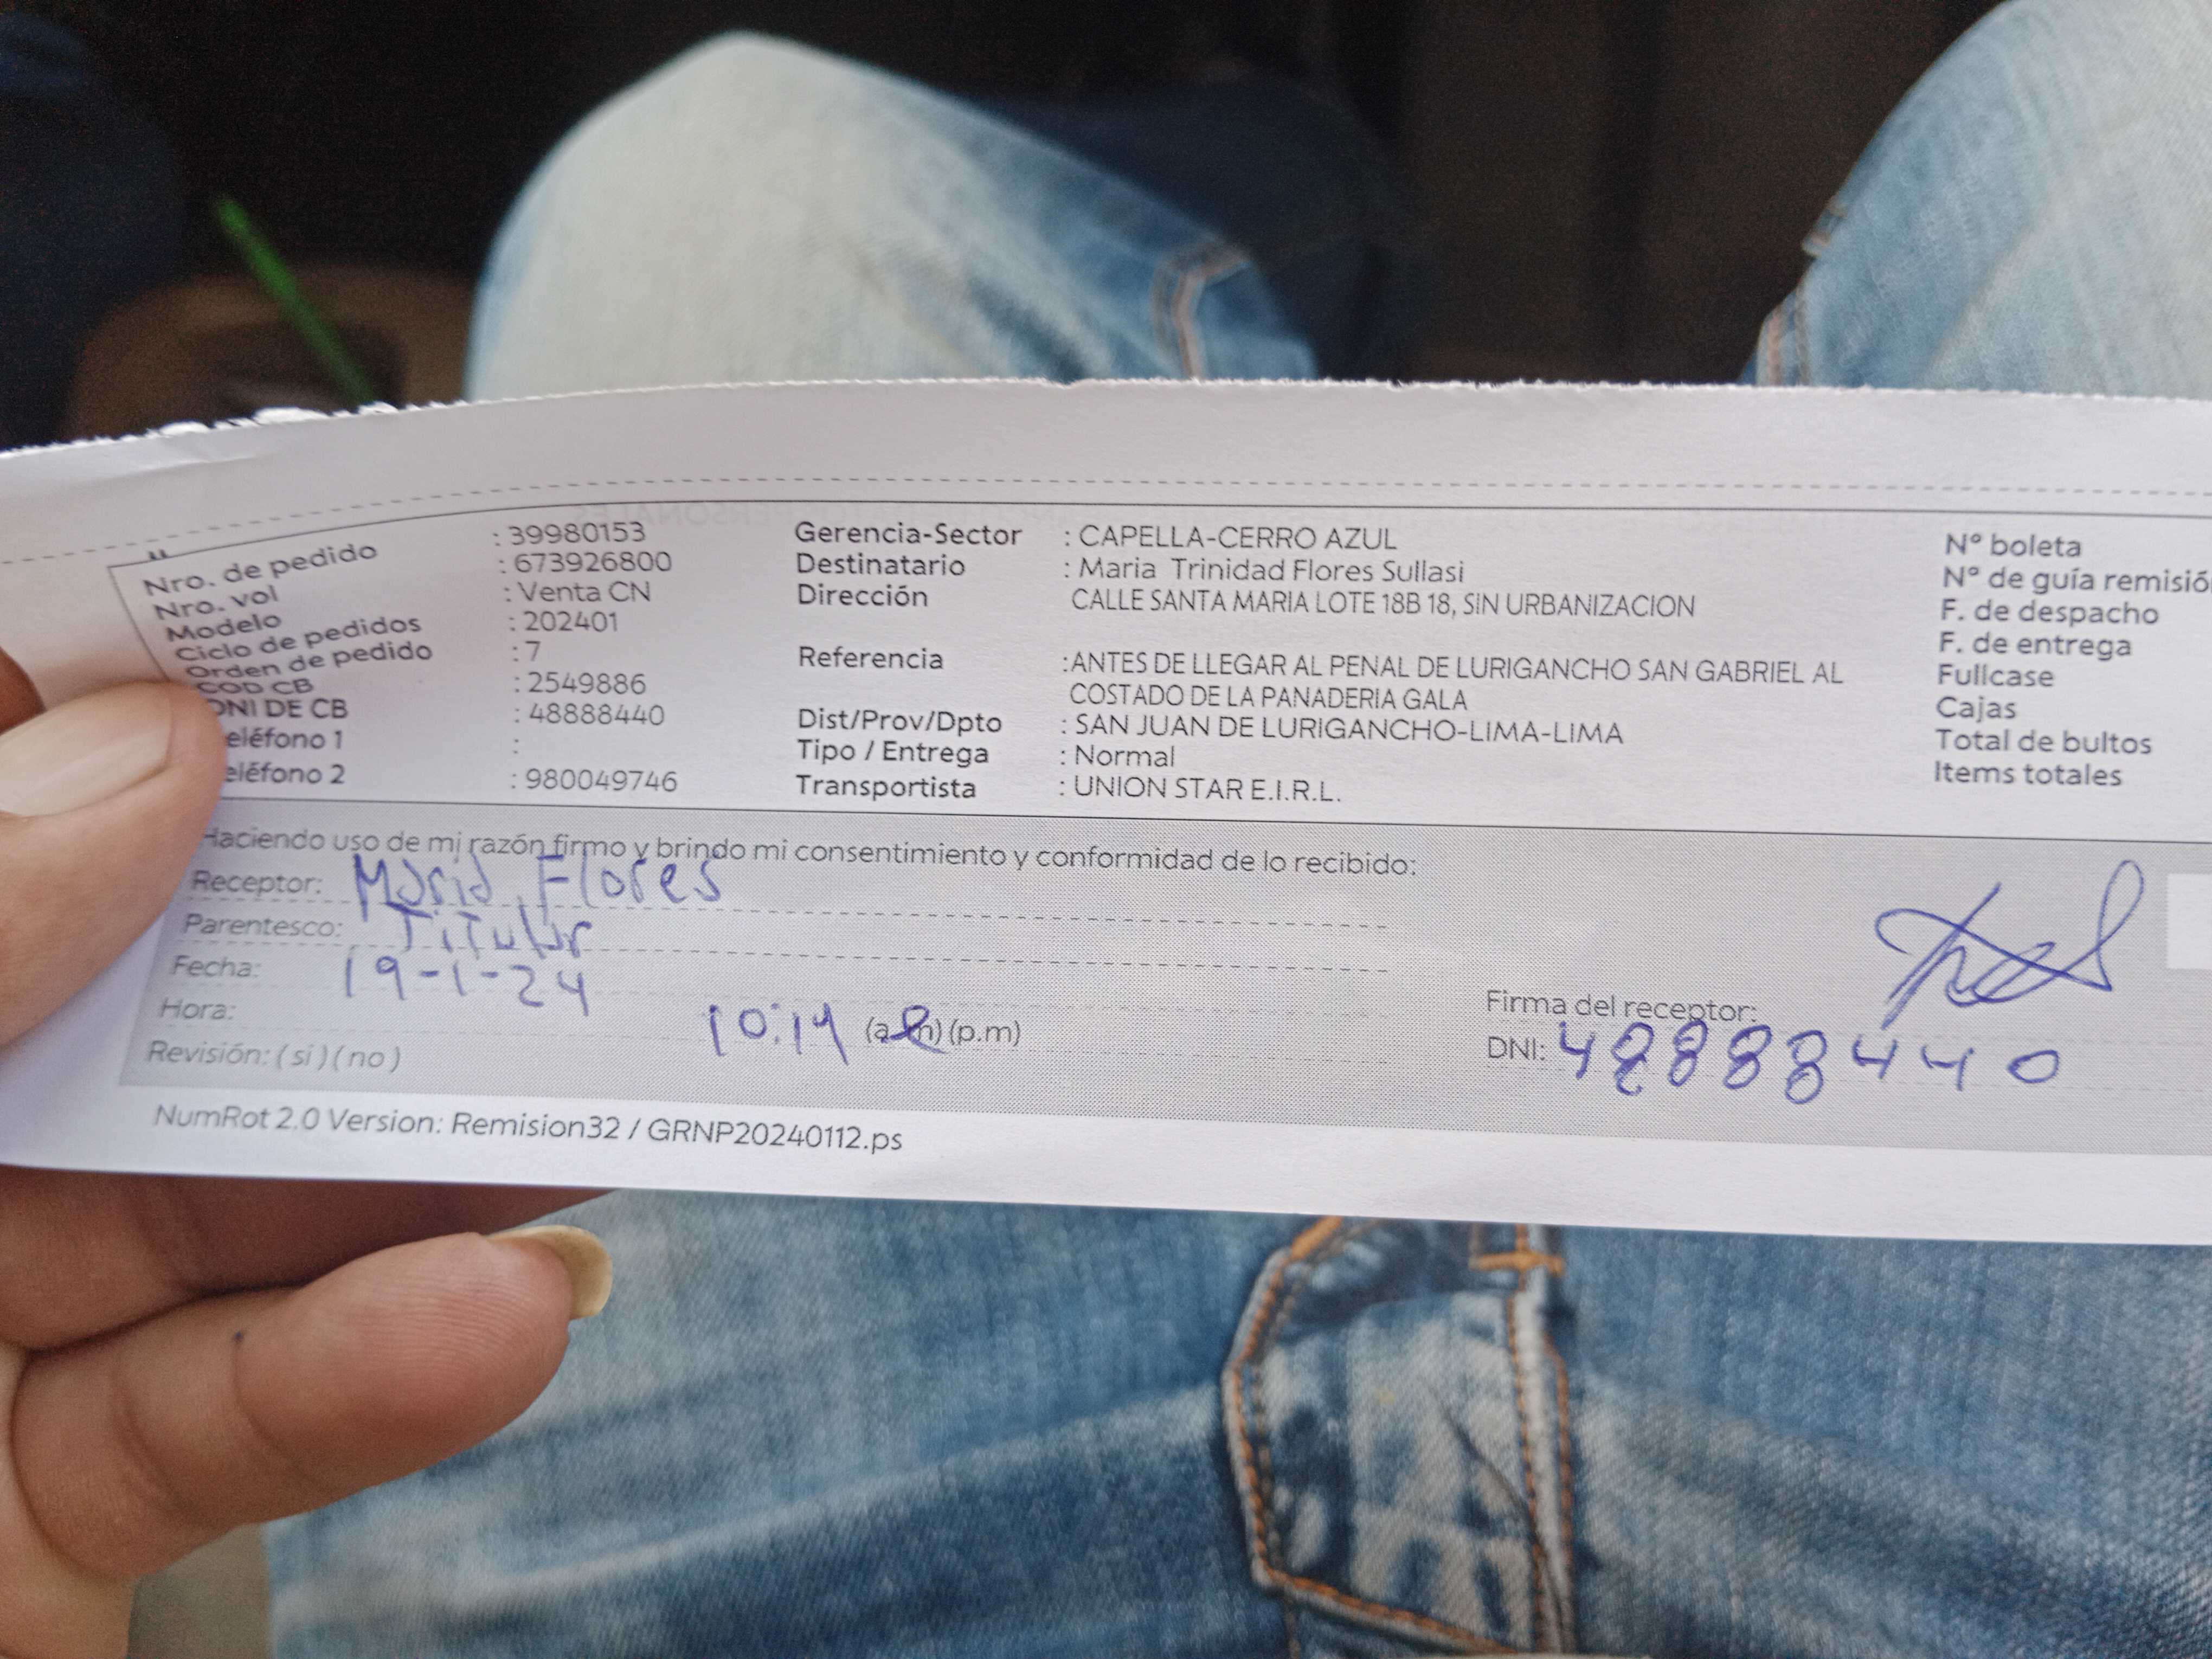 Nro. de pedido : 39980153
Nro. vol : 673926800
Modelo : Venta CN
Ciclo de pedidos : 202401
Orden de pedido : 7
COD CB : 2549886
DNI DE CB : 48888440
eléfono 1 :
eléfono 2 : 980049746
Gerencia-Sector : CAPELLA-CERRO AZUL
Destinatario : Maria Trinidad Flores Sullasi
Dirección CALLE SANTA MARIA LOTE 18B 18, SIN URBANIZACION
Referencia :ANTES DE LLEGAR AL PENAL DE LURIGANCHO SAN GABRIEL AL
COSTADO DE LA PANADERIA GALA
Dist/Prov/Dpto : SAN JUAN DE LURIGANCHO-LIMA-LIMA
Tipo / Entrega : Normal
Transportista : UNION STAR E.I.R.L.
N° boleta
N° de guía remisió
F. de despacho
F. de entrega
Fullcase
Cajas
Total de bultos
Items totales
Haciendo uso de mi razón firmo y brindo mi consentimiento y conformidad de lo recibido:
Receptor: Maria Flores
Parentesco: Titular
Fecha: 19-1-24
Hora: 10:14 (a.m) (p.m)
Revisión: ( si ) ( no )
Firma del receptor:
DNI: 48888440
NumRot 2.0 Version: Remision32 / GRNP20240112.ps